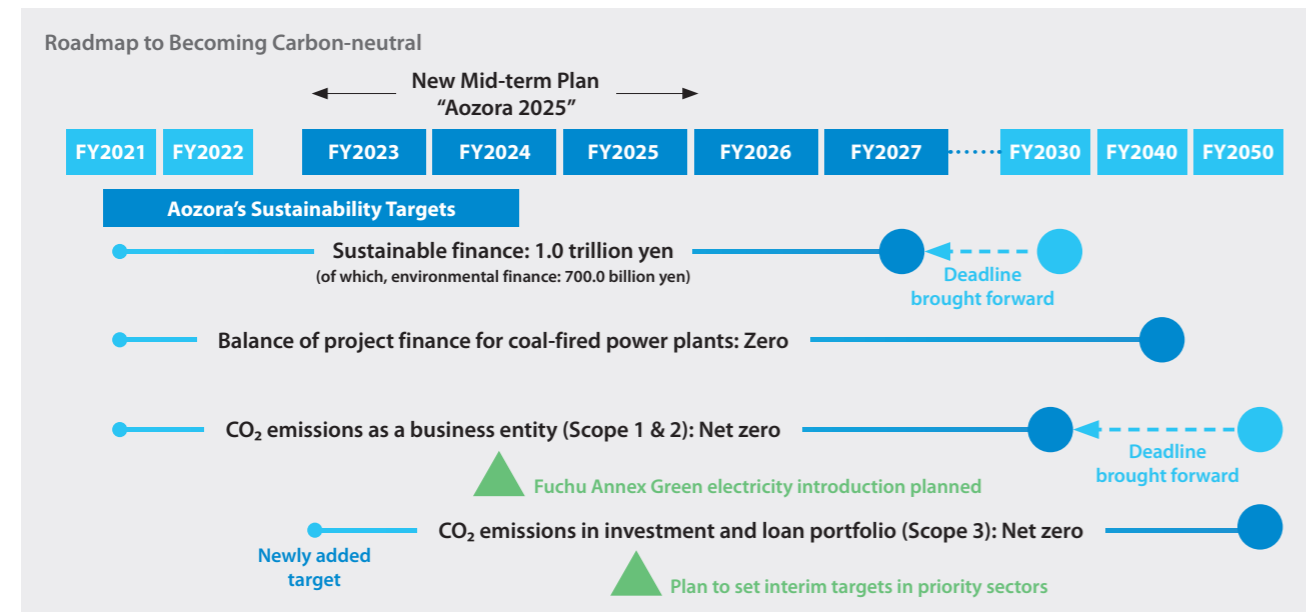 Roadmap to Becoming Carbon-neutral
New Mid-term Plan
“Aozora 2025”
FY2021 FY2022 FY2023 FY2024 FY2025 FY2026 FY2027 FY2030 FY2040 FY2050
Aozora’s Sustainability Targets
Sustainable finance: 1.0 trillion yen
(of which, environmental finance: 700.0 billion yen)
Deadline
brought forward
Balance of project finance for coal-fired power plants: Zero
CO₂ emissions as a business entity (Scope 1 & 2): Net zero
Deadline
brought forward
Fuchu Annex Green electricity introduction planned
CO₂ emissions in investment and loan portfolio (Scope 3): Net zero
Newly added
target
Plan to set interim targets in priority sectors